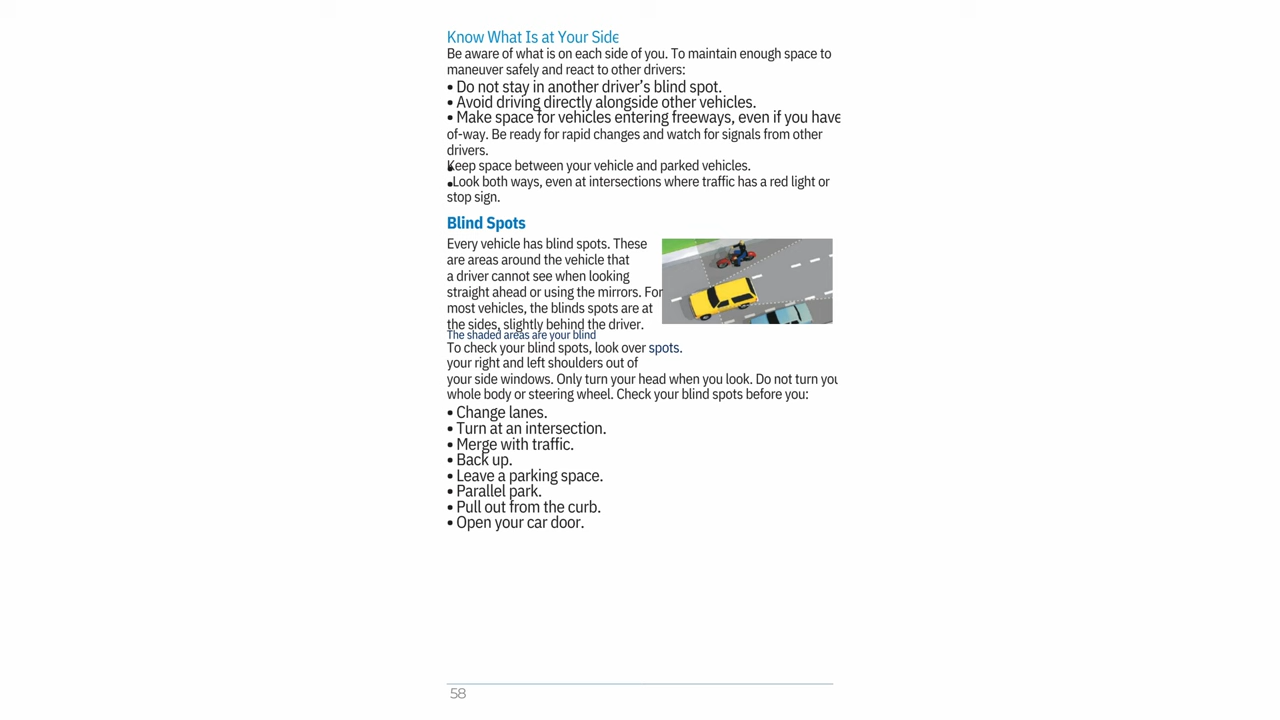 Know What Is at Your Side
Be aware of what is on each side of you. To maintain enough space to
maneuver safely and react to other drivers:
• Do not stay in another driver's blind spot.
• Avoid driving directly alongside other vehicles.
• Make space for vehicles entering freeways, even if you have
of-way. Be ready for rapid changes and watch for signals from other
drivers.
• Keep space between your vehicle and parked vehicles.
• Look both ways, even at intersections where traffic has a red light or
stop sign.
Blind Spots
Every vehicle has blind spots. These
are areas around the vehicle that
a driver cannot see when looking
straight ahead or using the mirrors. For
most vehicles, the blinds spots are at
the sides, slightly behind the driver.
The shaded areas are your blind
To check your blind spots, look over spots.
your right and left shoulders out of
your side windows. Only turn your head when you look. Do not turn you
whole body or steering wheel. Check your blind spots before you:
• Change lanes.
• Turn at an intersection.
• Merge with traffic.
• Back up.
• Leave a parking space.
• Parallel park.
• Pull out from the curb.
• Open your car door.
58